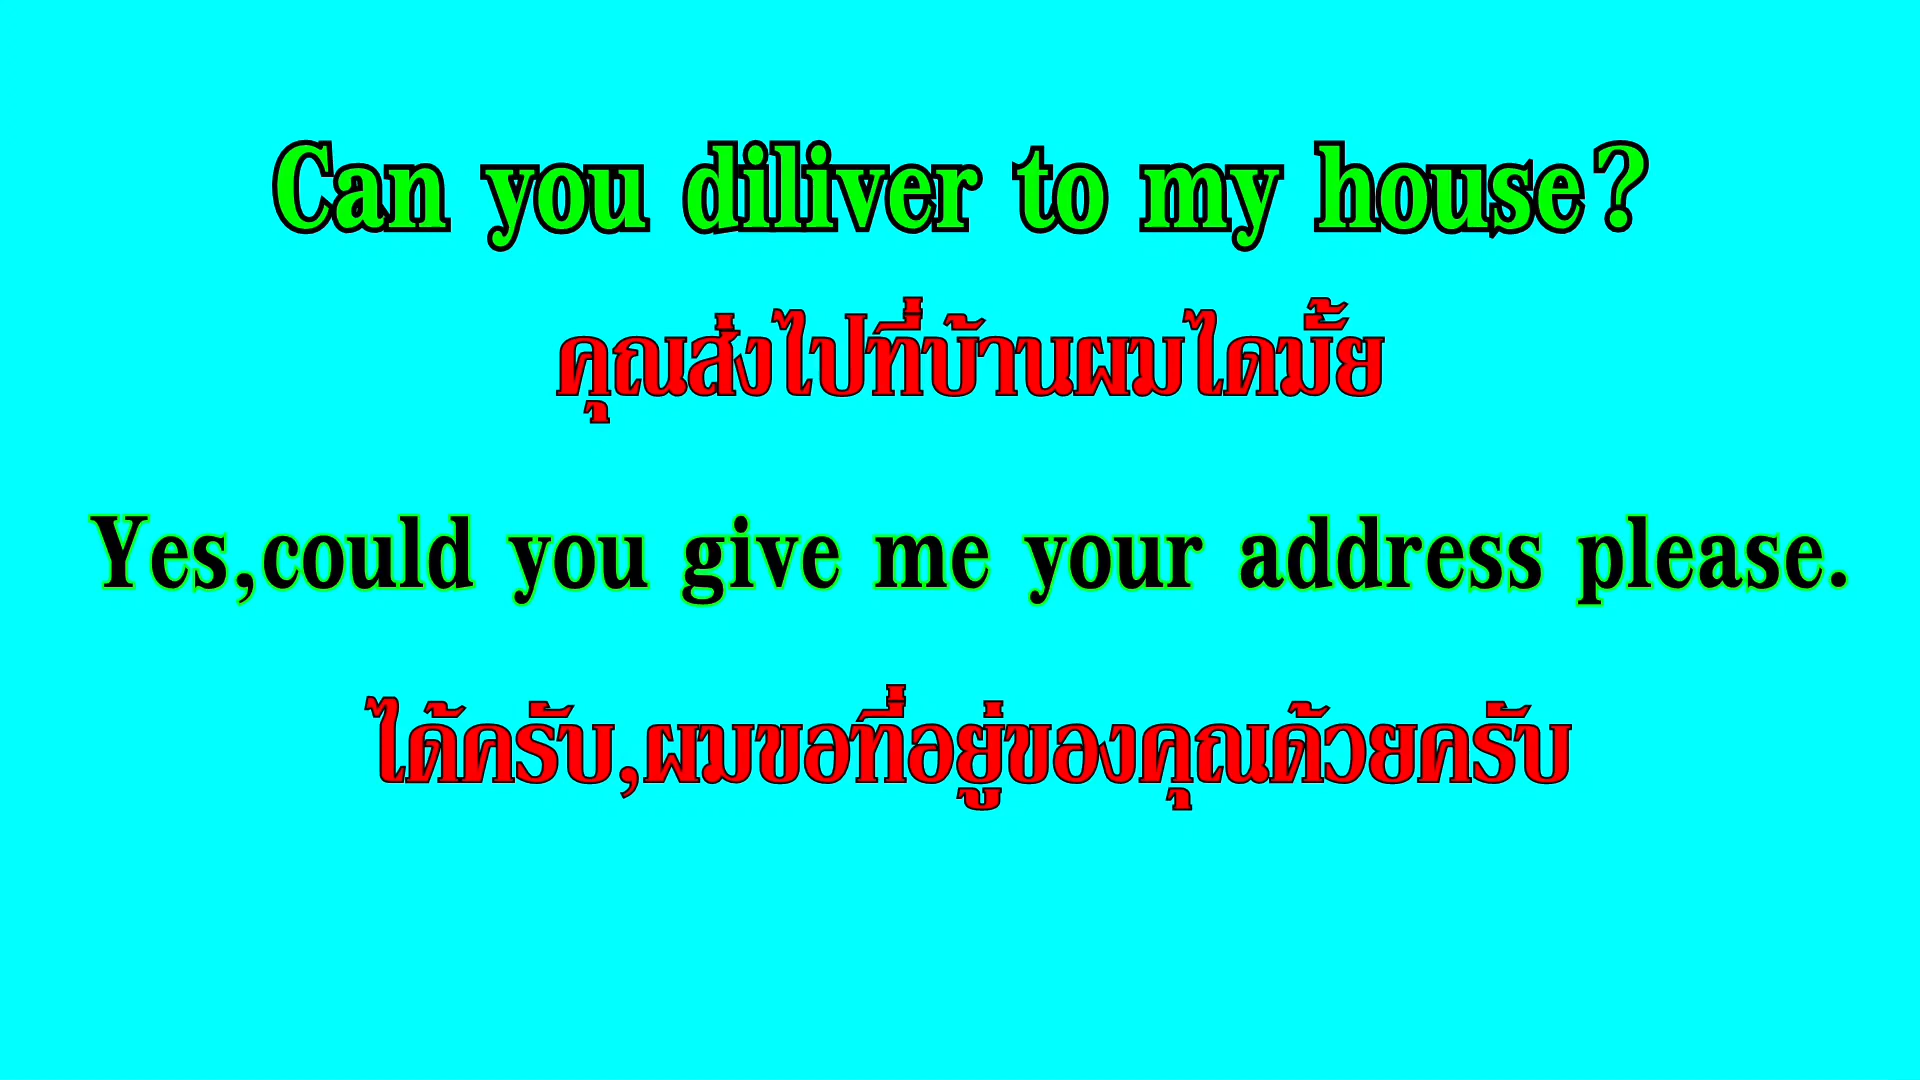 Can you diliver to my house?
คุณส่งไปที่บ้านผมไดมั้ย
Yes,could you give me your address please.
ได้ครับ,ผมขอที่อยู่ของคุณด้วยครับ